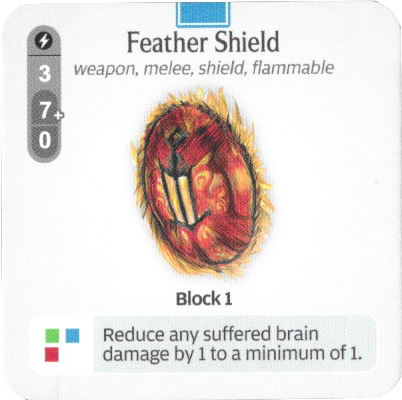 Feather Shield
weapon, melee, shield, flammable
3
7+
0
Block 1
Reduce any suffered brain
damage by 1 to a minimum of 1.